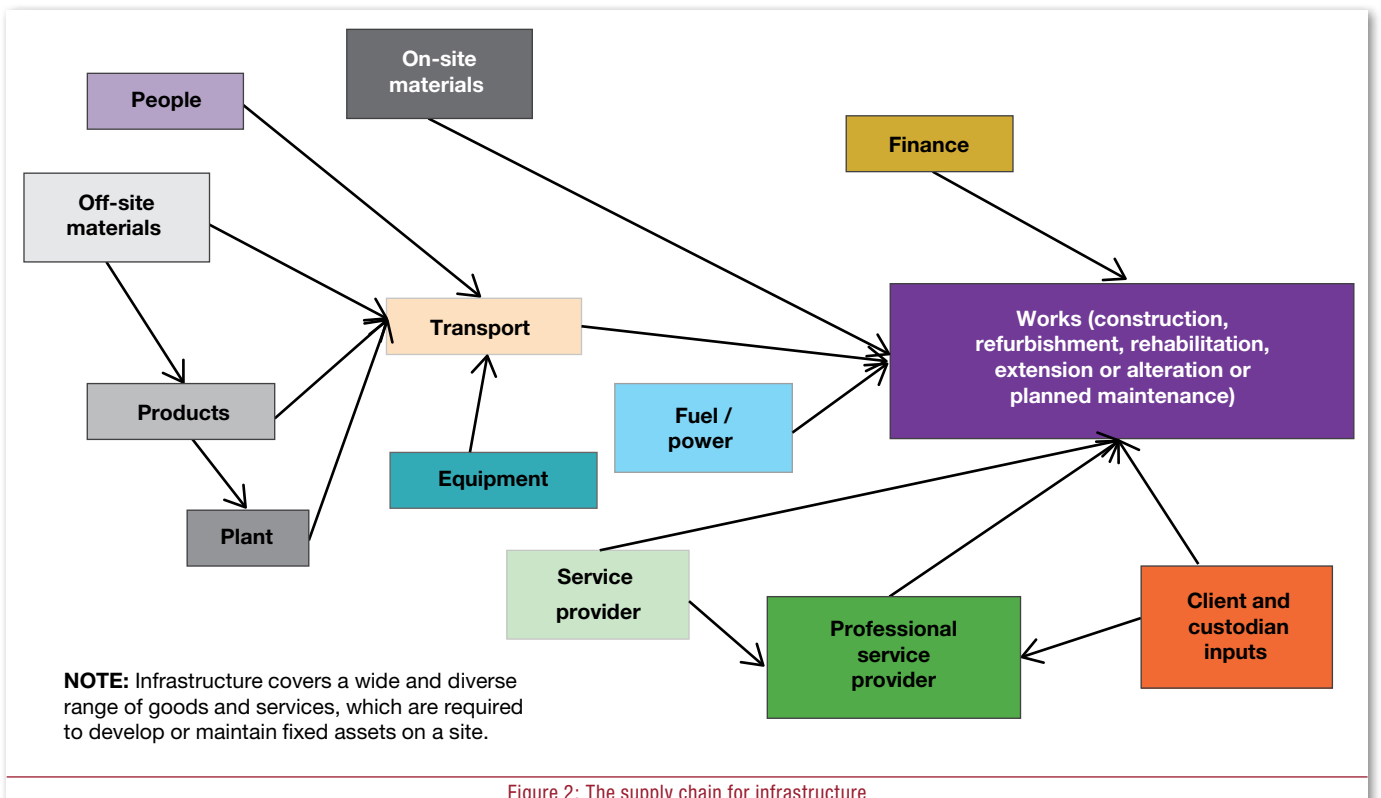 On-site
materials
People
Finance
Off-site
materials
Transport
Works (construction,
refurbishment, rehabilitation,
extension or alteration or
planned maintenance)
Products
Fuel /
power
Equipment
Plant
Service
provider
Professional
service
provider
Client and
custodian
inputs
NOTE: Infrastructure covers a wide and diverse
range of goods and services, which are required
to develop or maintain fixed assets on a site.
Figure 2: The supply chain for infrastructure